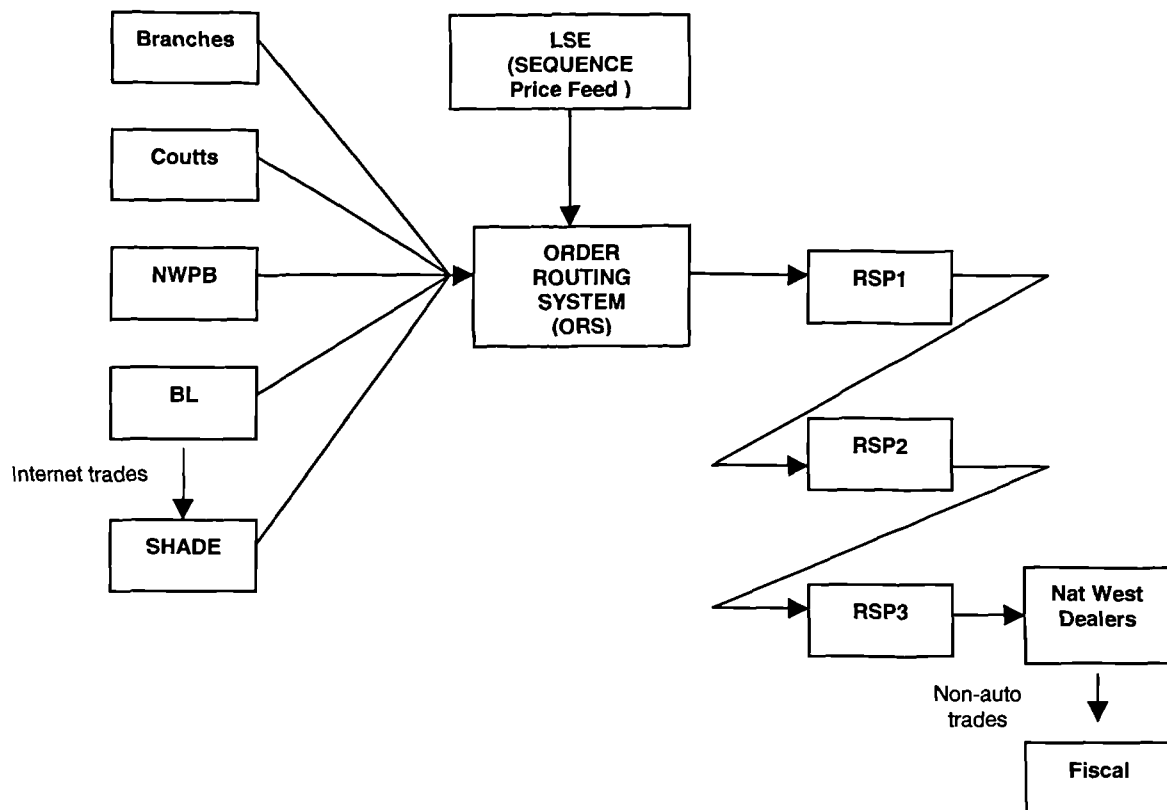 Branches
LSE
(SEQUENCE
Price Feed )
Coutts
NWPB
ORDER
ROUTING
SYSTEM
(ORS)
RSP1
BL
RSP2
Internet trades
SHADE
RSP3
Nat West
Dealers
Non-auto
trades
Fiscal